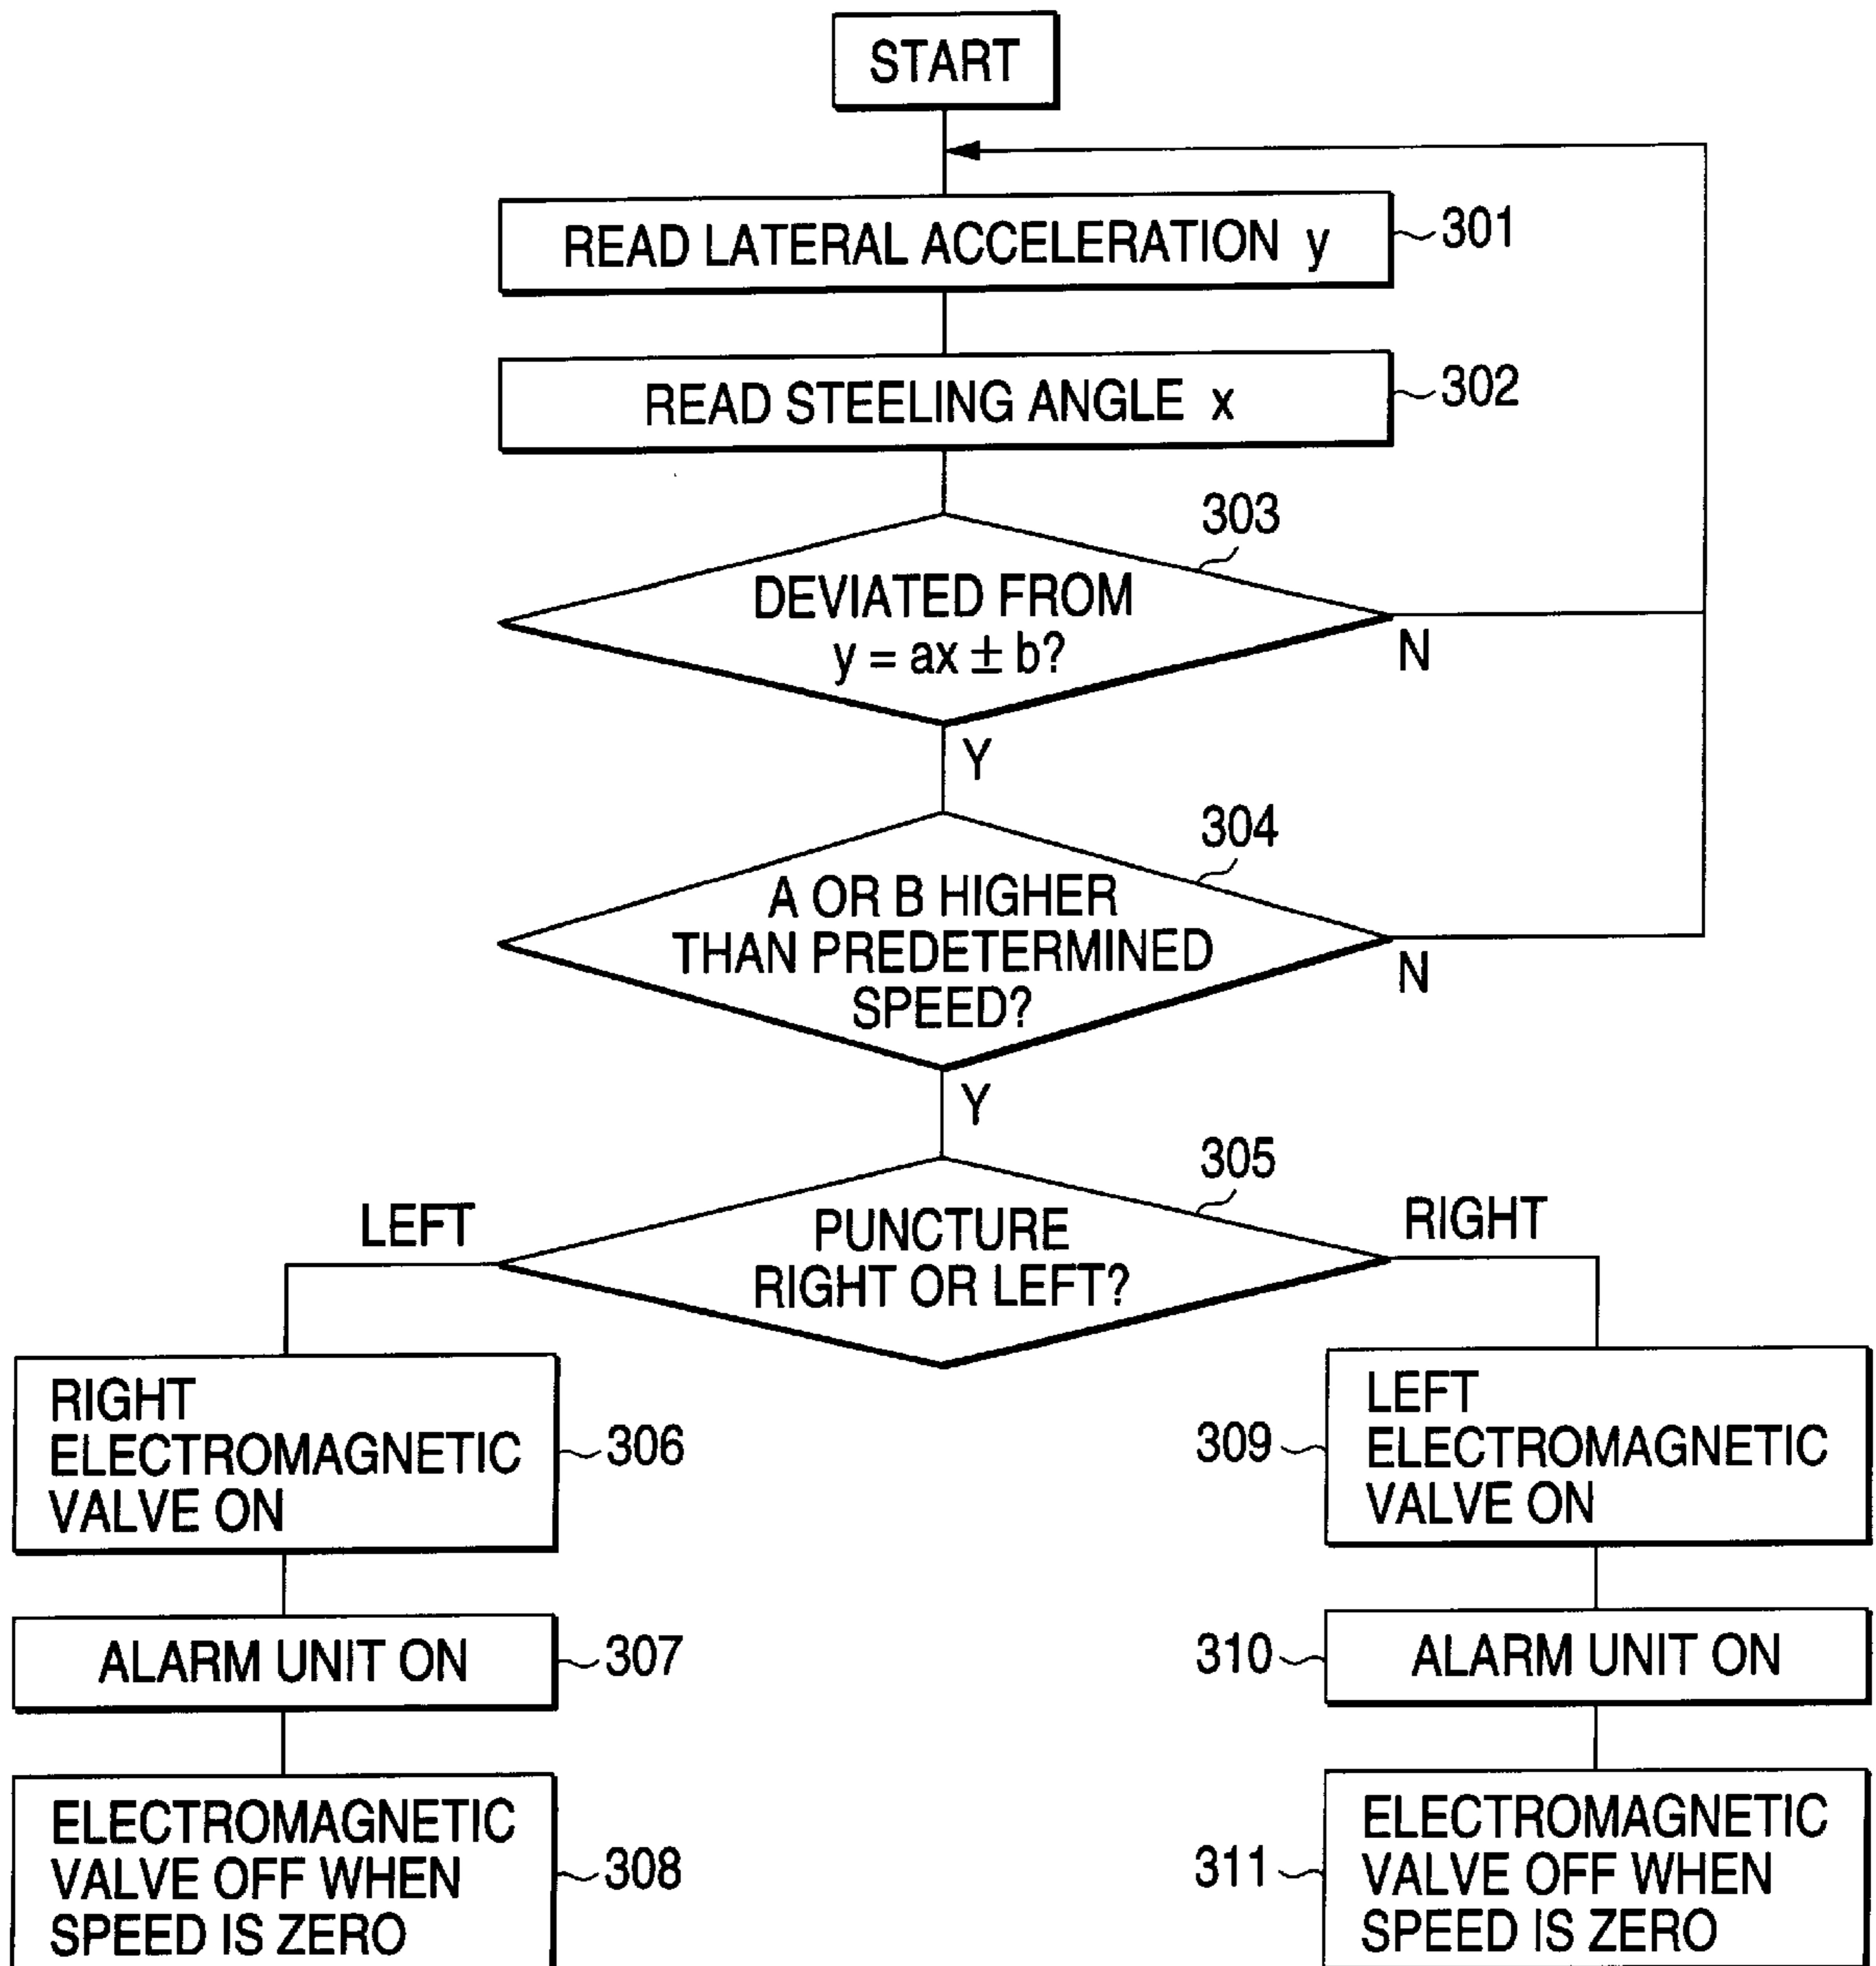 START
READ LATERAL ACCELERATION y
301
READ STEELING ANGLE x
302
303
DEVIATED FROM
y = ax ± b?
N
Y
304
A OR B HIGHER
THAN PREDETERMINED
SPEED?
N
Y
305
LEFT
PUNCTURE
RIGHT OR LEFT?
RIGHT
RIGHT
ELECTROMAGNETIC
VALVE ON
306
309
LEFT
ELECTROMAGNETIC
VALVE ON
ALARM UNIT ON
307
310
ALARM UNIT ON
ELECTROMAGNETIC
VALVE OFF WHEN
SPEED IS ZERO
308
311
ELECTROMAGNETIC
VALVE OFF WHEN
SPEED IS ZERO